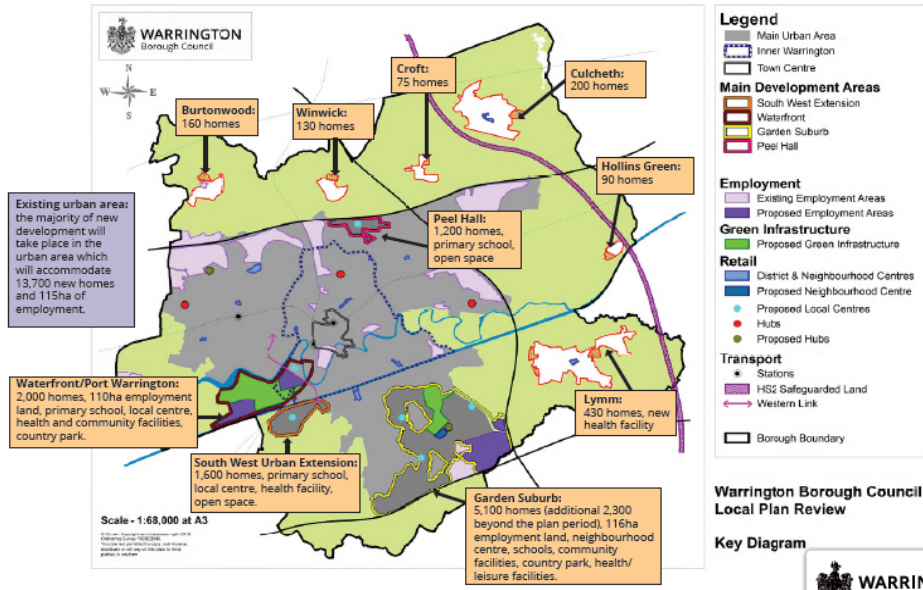 WARRINGTON
Borough Council
N
W E
S
Burtonwood:
160 homes
Winwick:
130 homes
Croft:
75 homes
Culcheth:
200 homes
Hollins Green:
90 homes
Existing urban area:
the majority of new
development will
take place in the
urban area which
will accommodate
13,700 new homes
and 115ha of
employment.
Peel Hall:
1,200 homes,
primary school,
open space
Waterfront/Port Warrington:
2,000 homes, 110ha employment
land, primary school, local centre,
health and community facilities,
country park.
Lymm:
430 homes, new
health facility
South West Urban Extension:
1,600 homes, primary school,
local centre, health facility,
open space.
Garden Suburb:
5,100 homes (additional 2,300
beyond the plan period), 116ha
employment land, neighbourhood
centre, schools, community
facilities, country park, health/
leisure facilities.
Scale - 1:68,000 at A3
Legend
Main Urban Area
Inner Warrington
Town Centre
Main Development Areas
South West Extension
Waterfront
Garden Suburb
Peel Hall
Employment
Existing Employment Areas
Proposed Employment Areas
Green Infrastructure
Proposed Green Infrastructure
Retail
District & Neighbourhood Centres
Proposed Neighbourhood Centre
Proposed Local Centres
Hubs
Proposed Hubs
Transport
Stations
HS2 Safeguarded Land
Western Link
Borough Boundary
Warrington Borough Council
Local Plan Review
Key Diagram
WARRIN